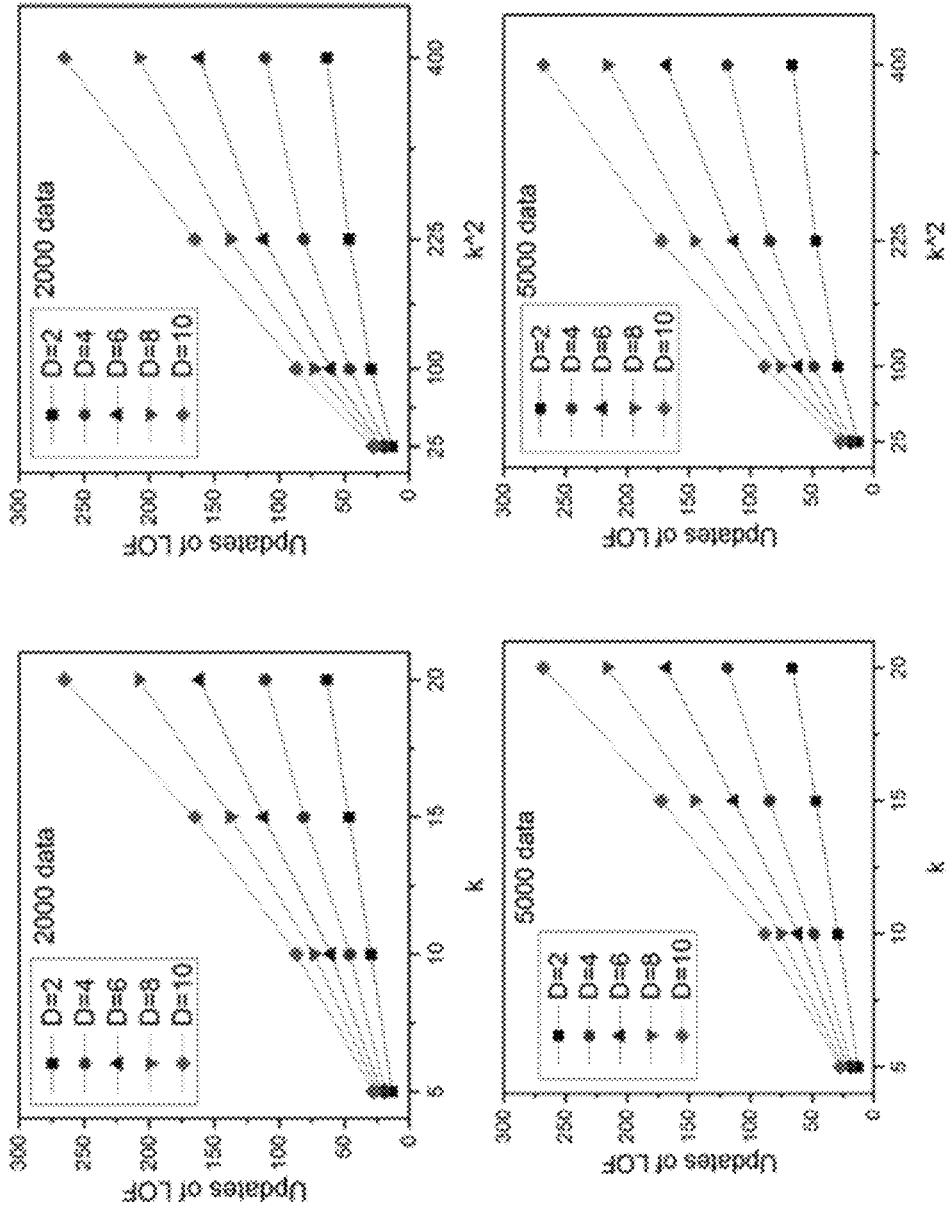 2000 data
D=2
D=4
D=6
D=8
D=10
300
250
200
150
100
50
0
Updates of LOF
5
10
15
20
k
2000 data
D=2
D=4
D=6
D=8
D=10
300
250
200
150
100
50
0
Updates of LOF
25
100
225
400
k^2
5000 data
D=2
D=4
D=6
D=8
D=10
300
250
200
150
100
50
0
Updates of LOF
5
10
15
20
k
5000 data
D=2
D=4
D=6
D=8
D=10
300
250
200
150
100
50
0
Updates of LOF
25
100
225
400
k^2